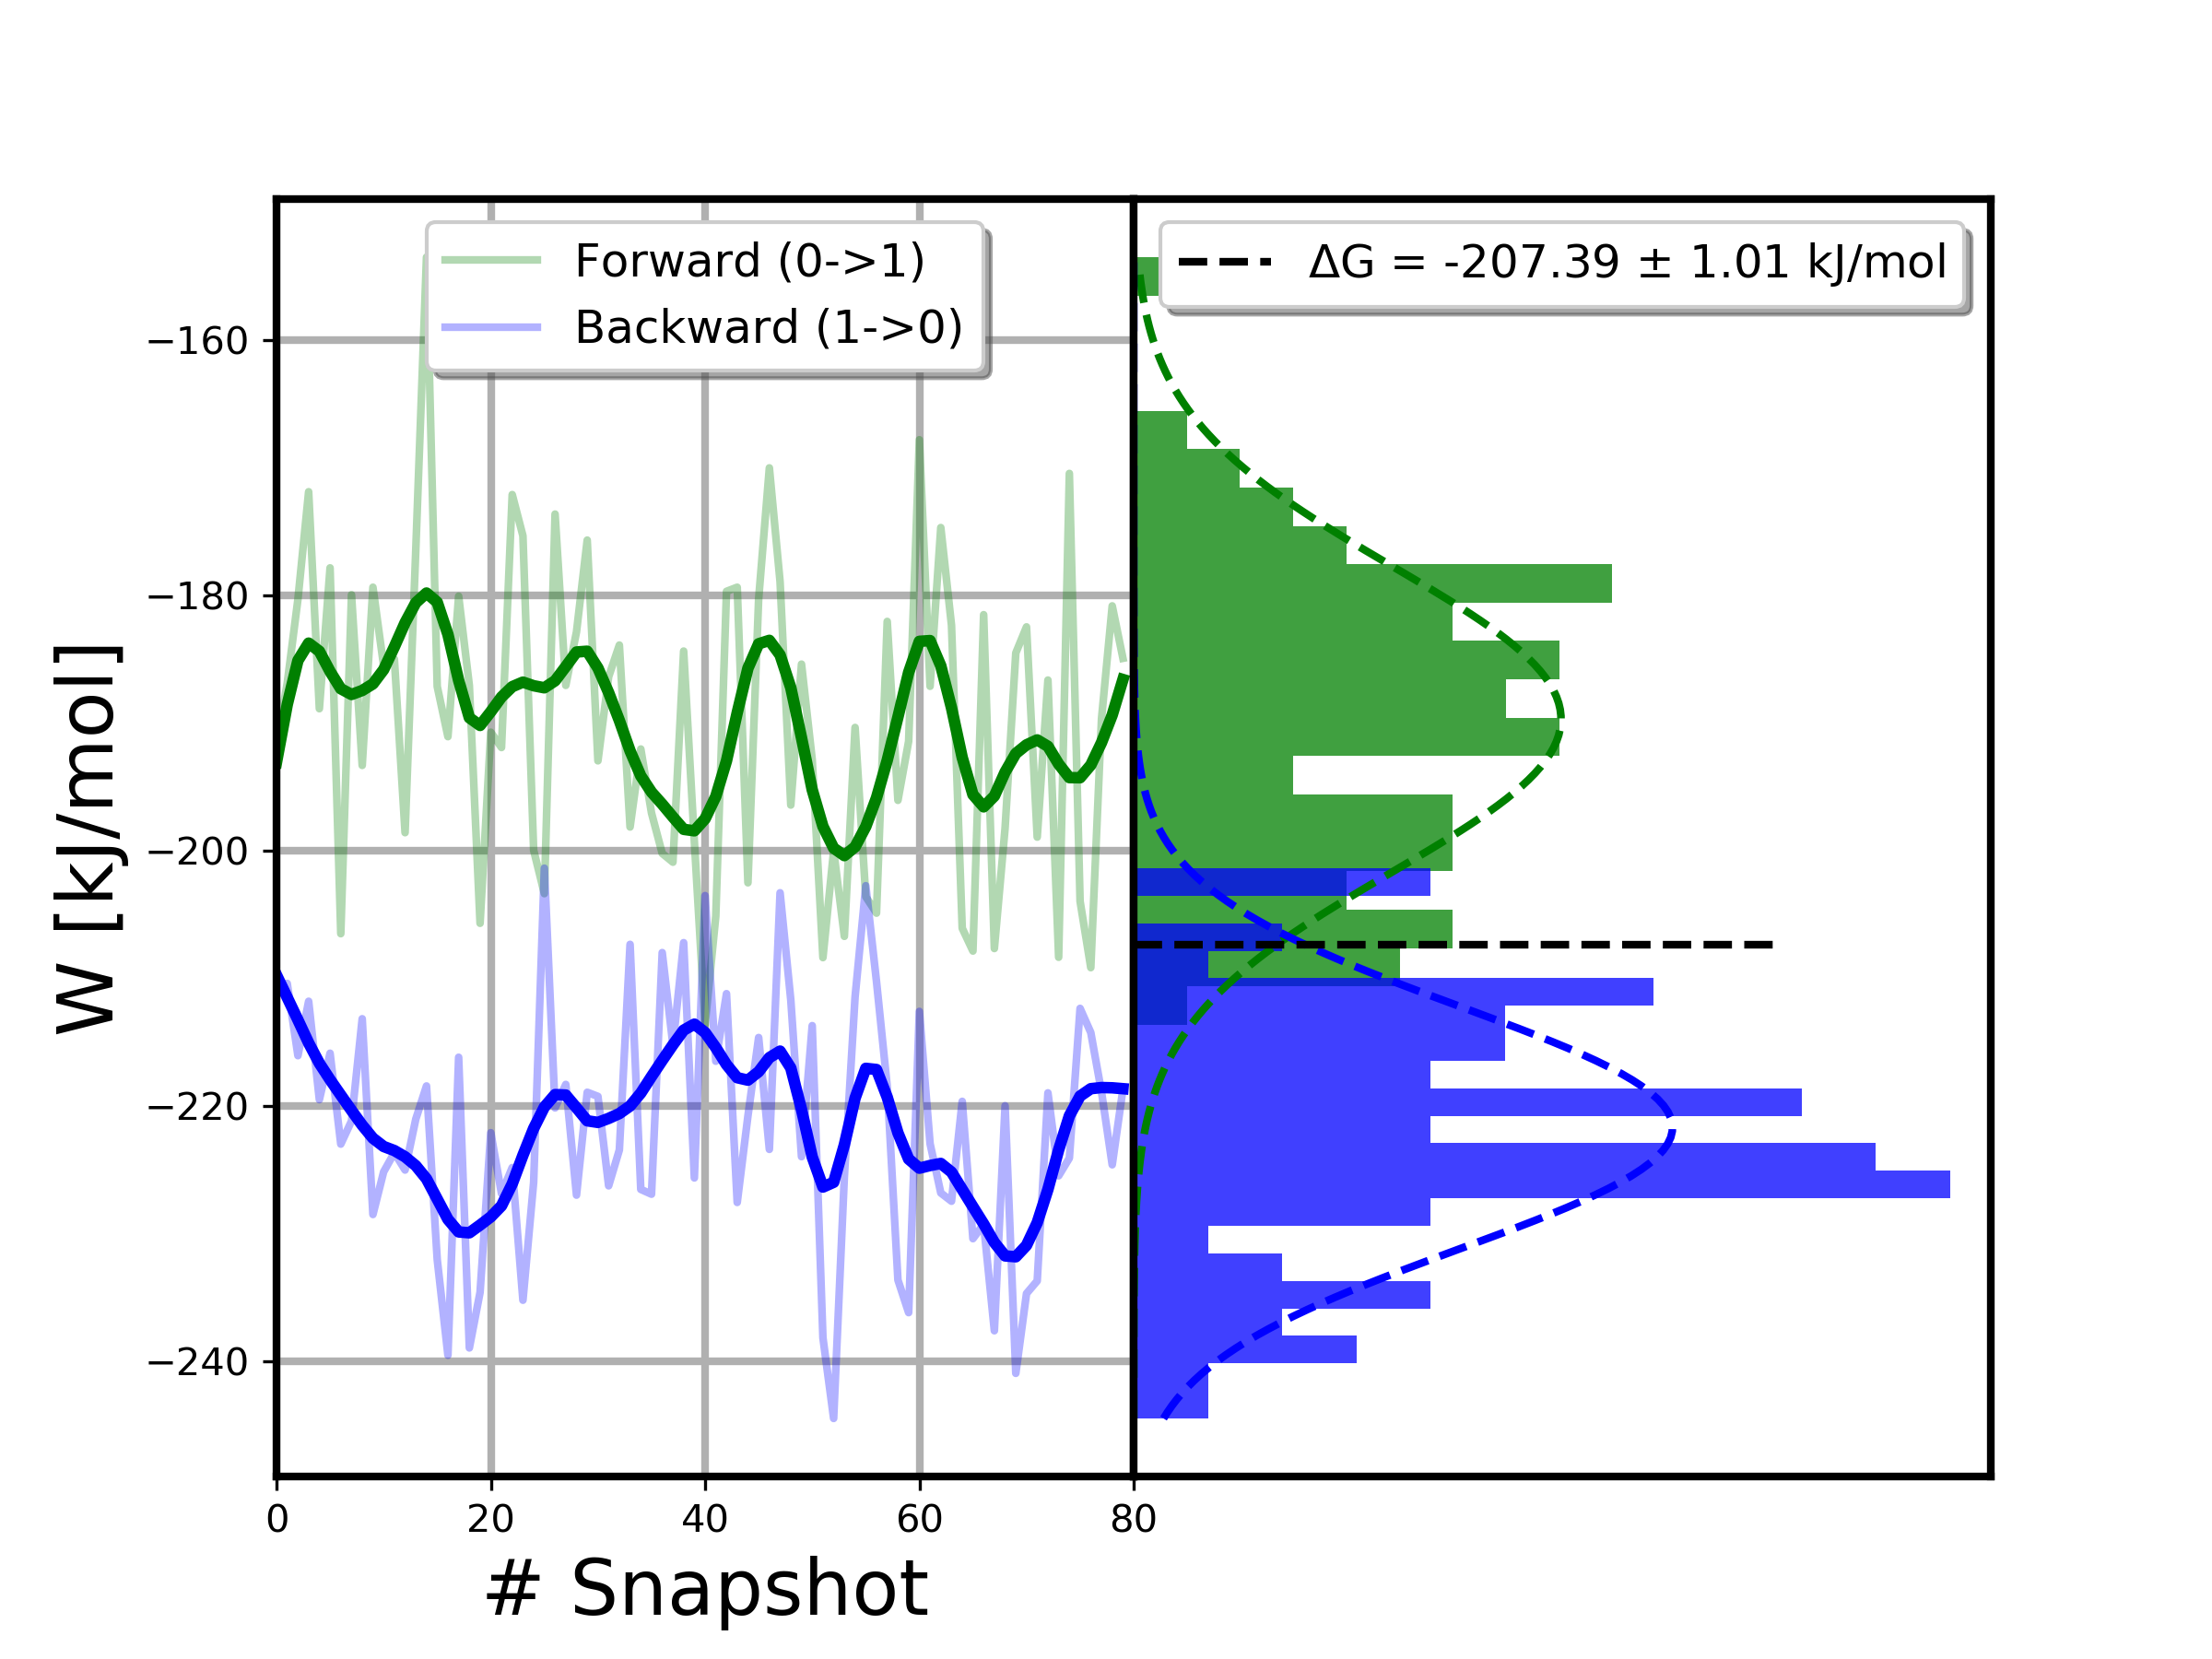 Forward (0->1)
Backward (1->0)
ΔG = -207.39 ± 1.01 kJ/mol
W [kJ/mol]
−160
−180
−200
−220
−240
0
20
40
60
80
# Snapshot